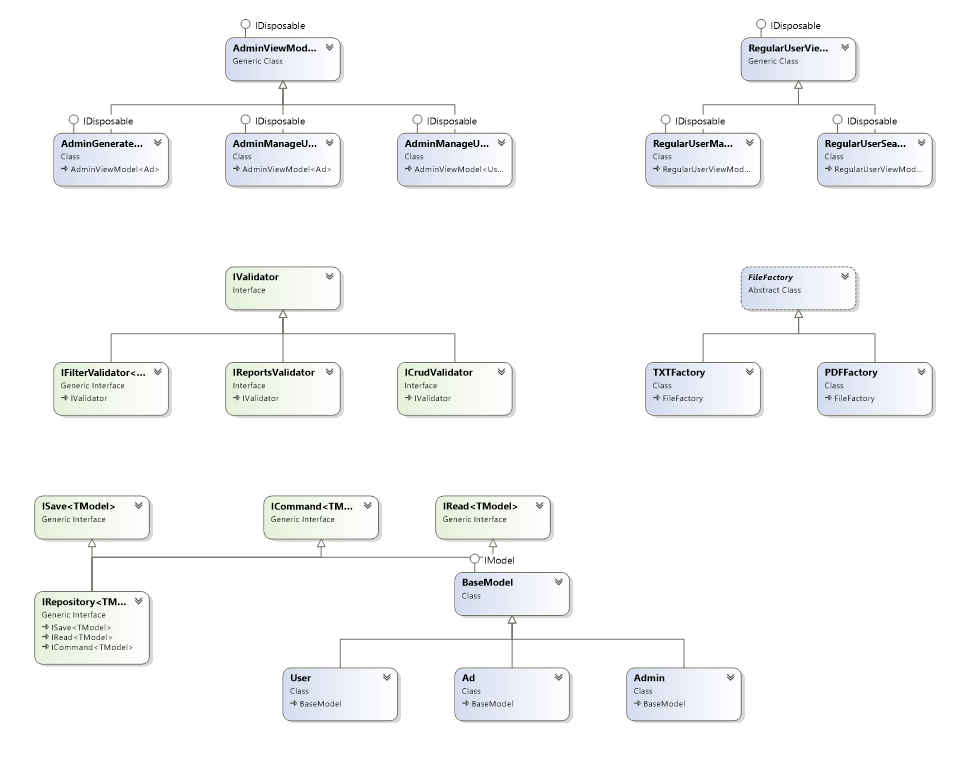 IDisposable
AdminViewMod...
Generic Class
IDisposable
AdminGenerate...
Class
AdminViewModel<Ad>
IDisposable
AdminManageU...
Class
AdminViewModel<Ad>
IDisposable
AdminManageU...
Class
AdminViewModel<Us...
IDisposable
RegularUserVie...
Generic Class
IDisposable
RegularUserMa...
Class
RegularUserViewMod...
IDisposable
RegularUserSea...
Class
RegularUserViewMod...
IValidator
Interface
IFilterValidator<...
Generic Interface
IValidator
IReportsValidator
Interface
IValidator
ICrudValidator
Interface
IValidator
FileFactory
Abstract Class
TXTFactory
Class
FileFactory
PDFFactory
Class
FileFactory
ISave<TModel>
Generic Interface
ICommand<TM...
Generic Interface
IRead<TModel>
Generic Interface
IRepository<TM...
Generic Interface
ISave<TModel>
IRead<TModel>
ICommand<TModel>
IModel
BaseModel
Class
User
Class
BaseModel
Ad
Class
BaseModel
Admin
Class
BaseModel